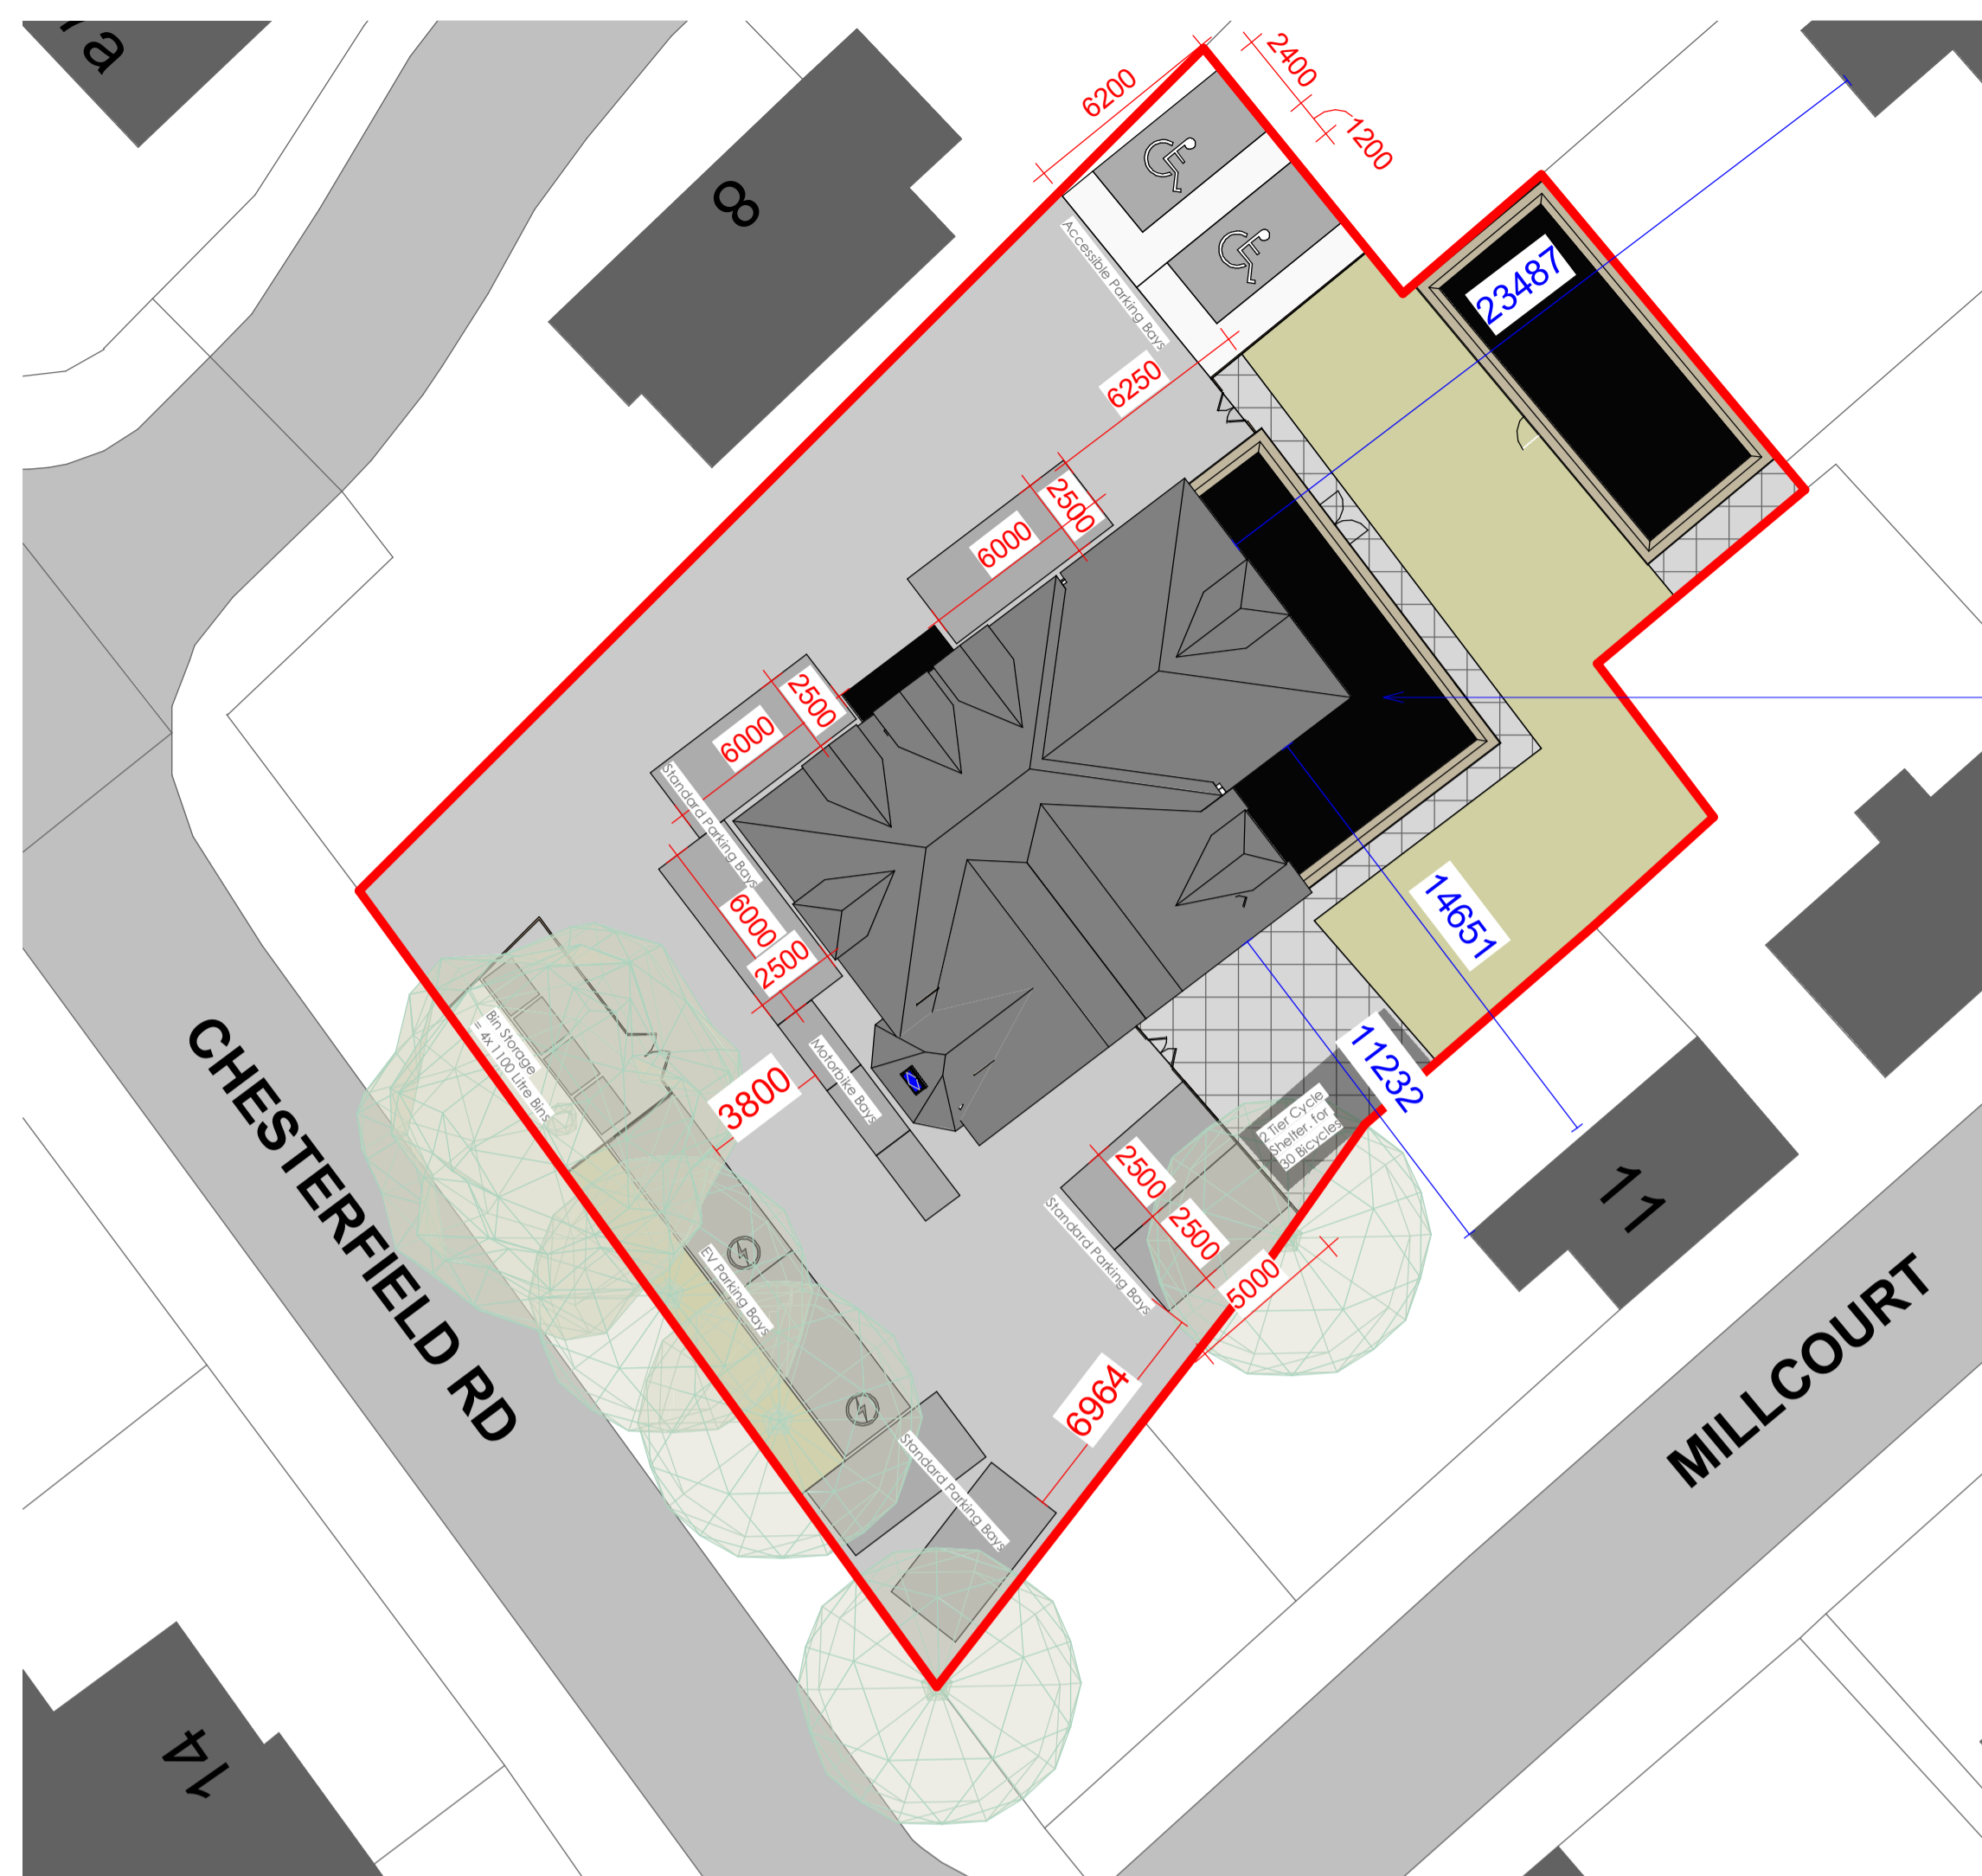 7a
8
6200
2400
1200
Accessible Parking Bays
23487
6250
2500
6000
2500
6000
Standard Parking Bays
6000
2500
14651
Bin Storage
= 4x 1100 Litre Bins
Motorbike Bays
3800
11232
2 Tier Cycle
Shelter. for
30 Bicycles
CHESTERFIELD RD
2500
2500
5000
11
Standard Parking Bays
EV Parking Bays
6964
Standard Parking Bays
MILLCOURT
14